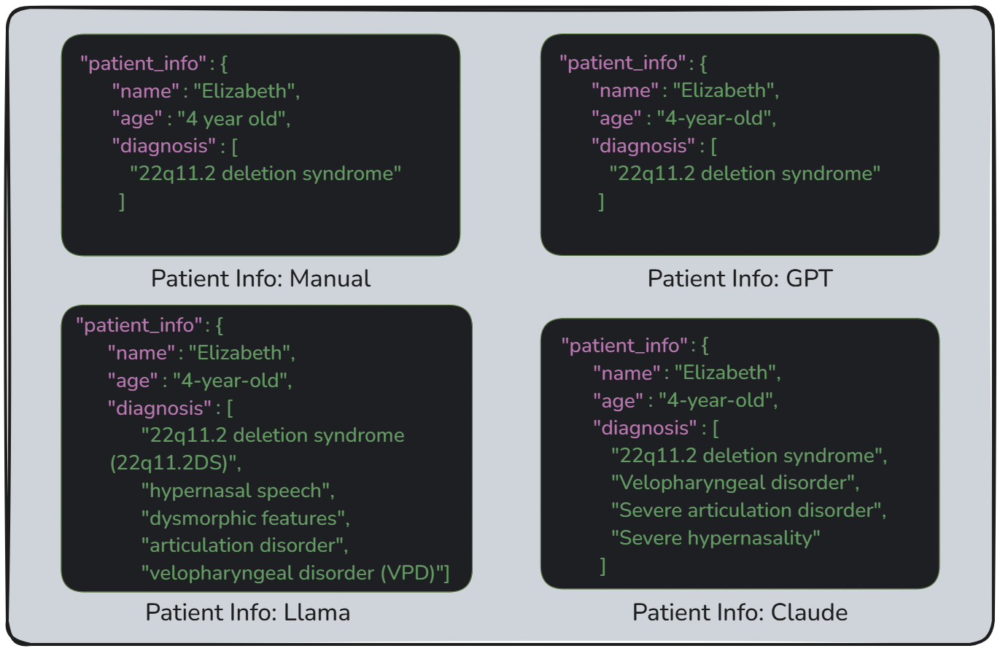 "patient_info" : {
"name" : "Elizabeth",
"age" : "4 year old",
"diagnosis" : [
"22q11.2 deletion syndrome"
]
Patient Info: Manual
"patient_info" : {
"name" : "Elizabeth",
"age" : "4-year-old",
"diagnosis" : [
"22q11.2 deletion syndrome"
]
Patient Info: GPT
"patient_info" : {
"name" : "Elizabeth",
"age" : "4-year-old",
"diagnosis" : [
"22q11.2 deletion syndrome
(22q11.2DS)",
"hypernasal speech",
"dysmorphic features",
"articulation disorder",
"velopharyngeal disorder (VPD)"]
Patient Info: Llama
"patient_info" : {
"name" : "Elizabeth",
"age" : "4-year-old",
"diagnosis" : [
"22q11.2 deletion syndrome",
"Velopharyngeal disorder",
"Severe articulation disorder",
"Severe hypernasality"
]
Patient Info: Claude